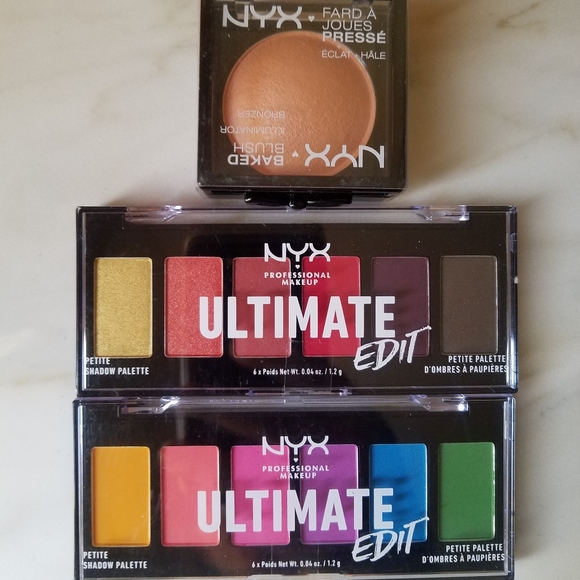 NYX
FARD À
JOUES
PRESSÉ
ÉCLAT - HÂLE
BRONZER
ILLUMINATOR
BLUSH
BAKED
NYX
NYX
PROFESSIONAL
MAKEUP
ULTIMATE
EDIT
PETITE
SHADOW PALETTE
6 x Poids Net Wt. 0.04 oz. / 1.2 g
PETITE PALETTE
D'OMBRES À PAUPIÈRES
NYX
PROFESSIONAL
MAKEUP
ULTIMATE
EDIT
PETITE
SHADOW PALETTE
6 x Poids Net Wt. 0.04 oz. / 1.2 g
PETITE PALETTE
D'OMBRES À PAUPIÈRES